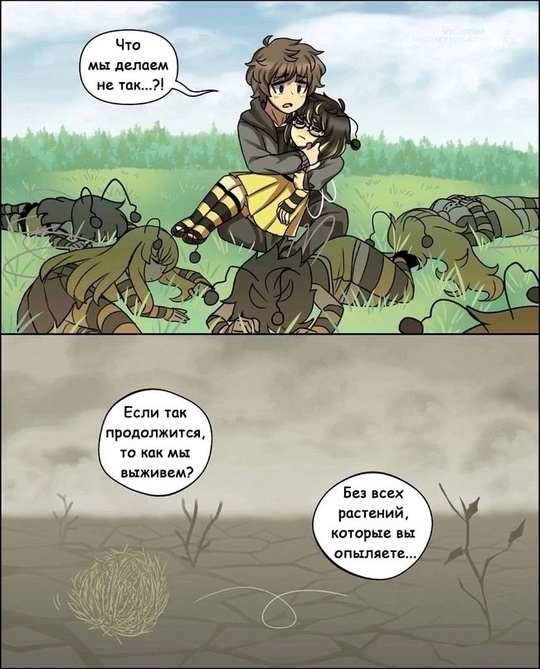 Что
мы делаем
не так...?!
Если так
продолжится,
то как мы
выживем?
Без всех
растений,
которые вы
опыляете...